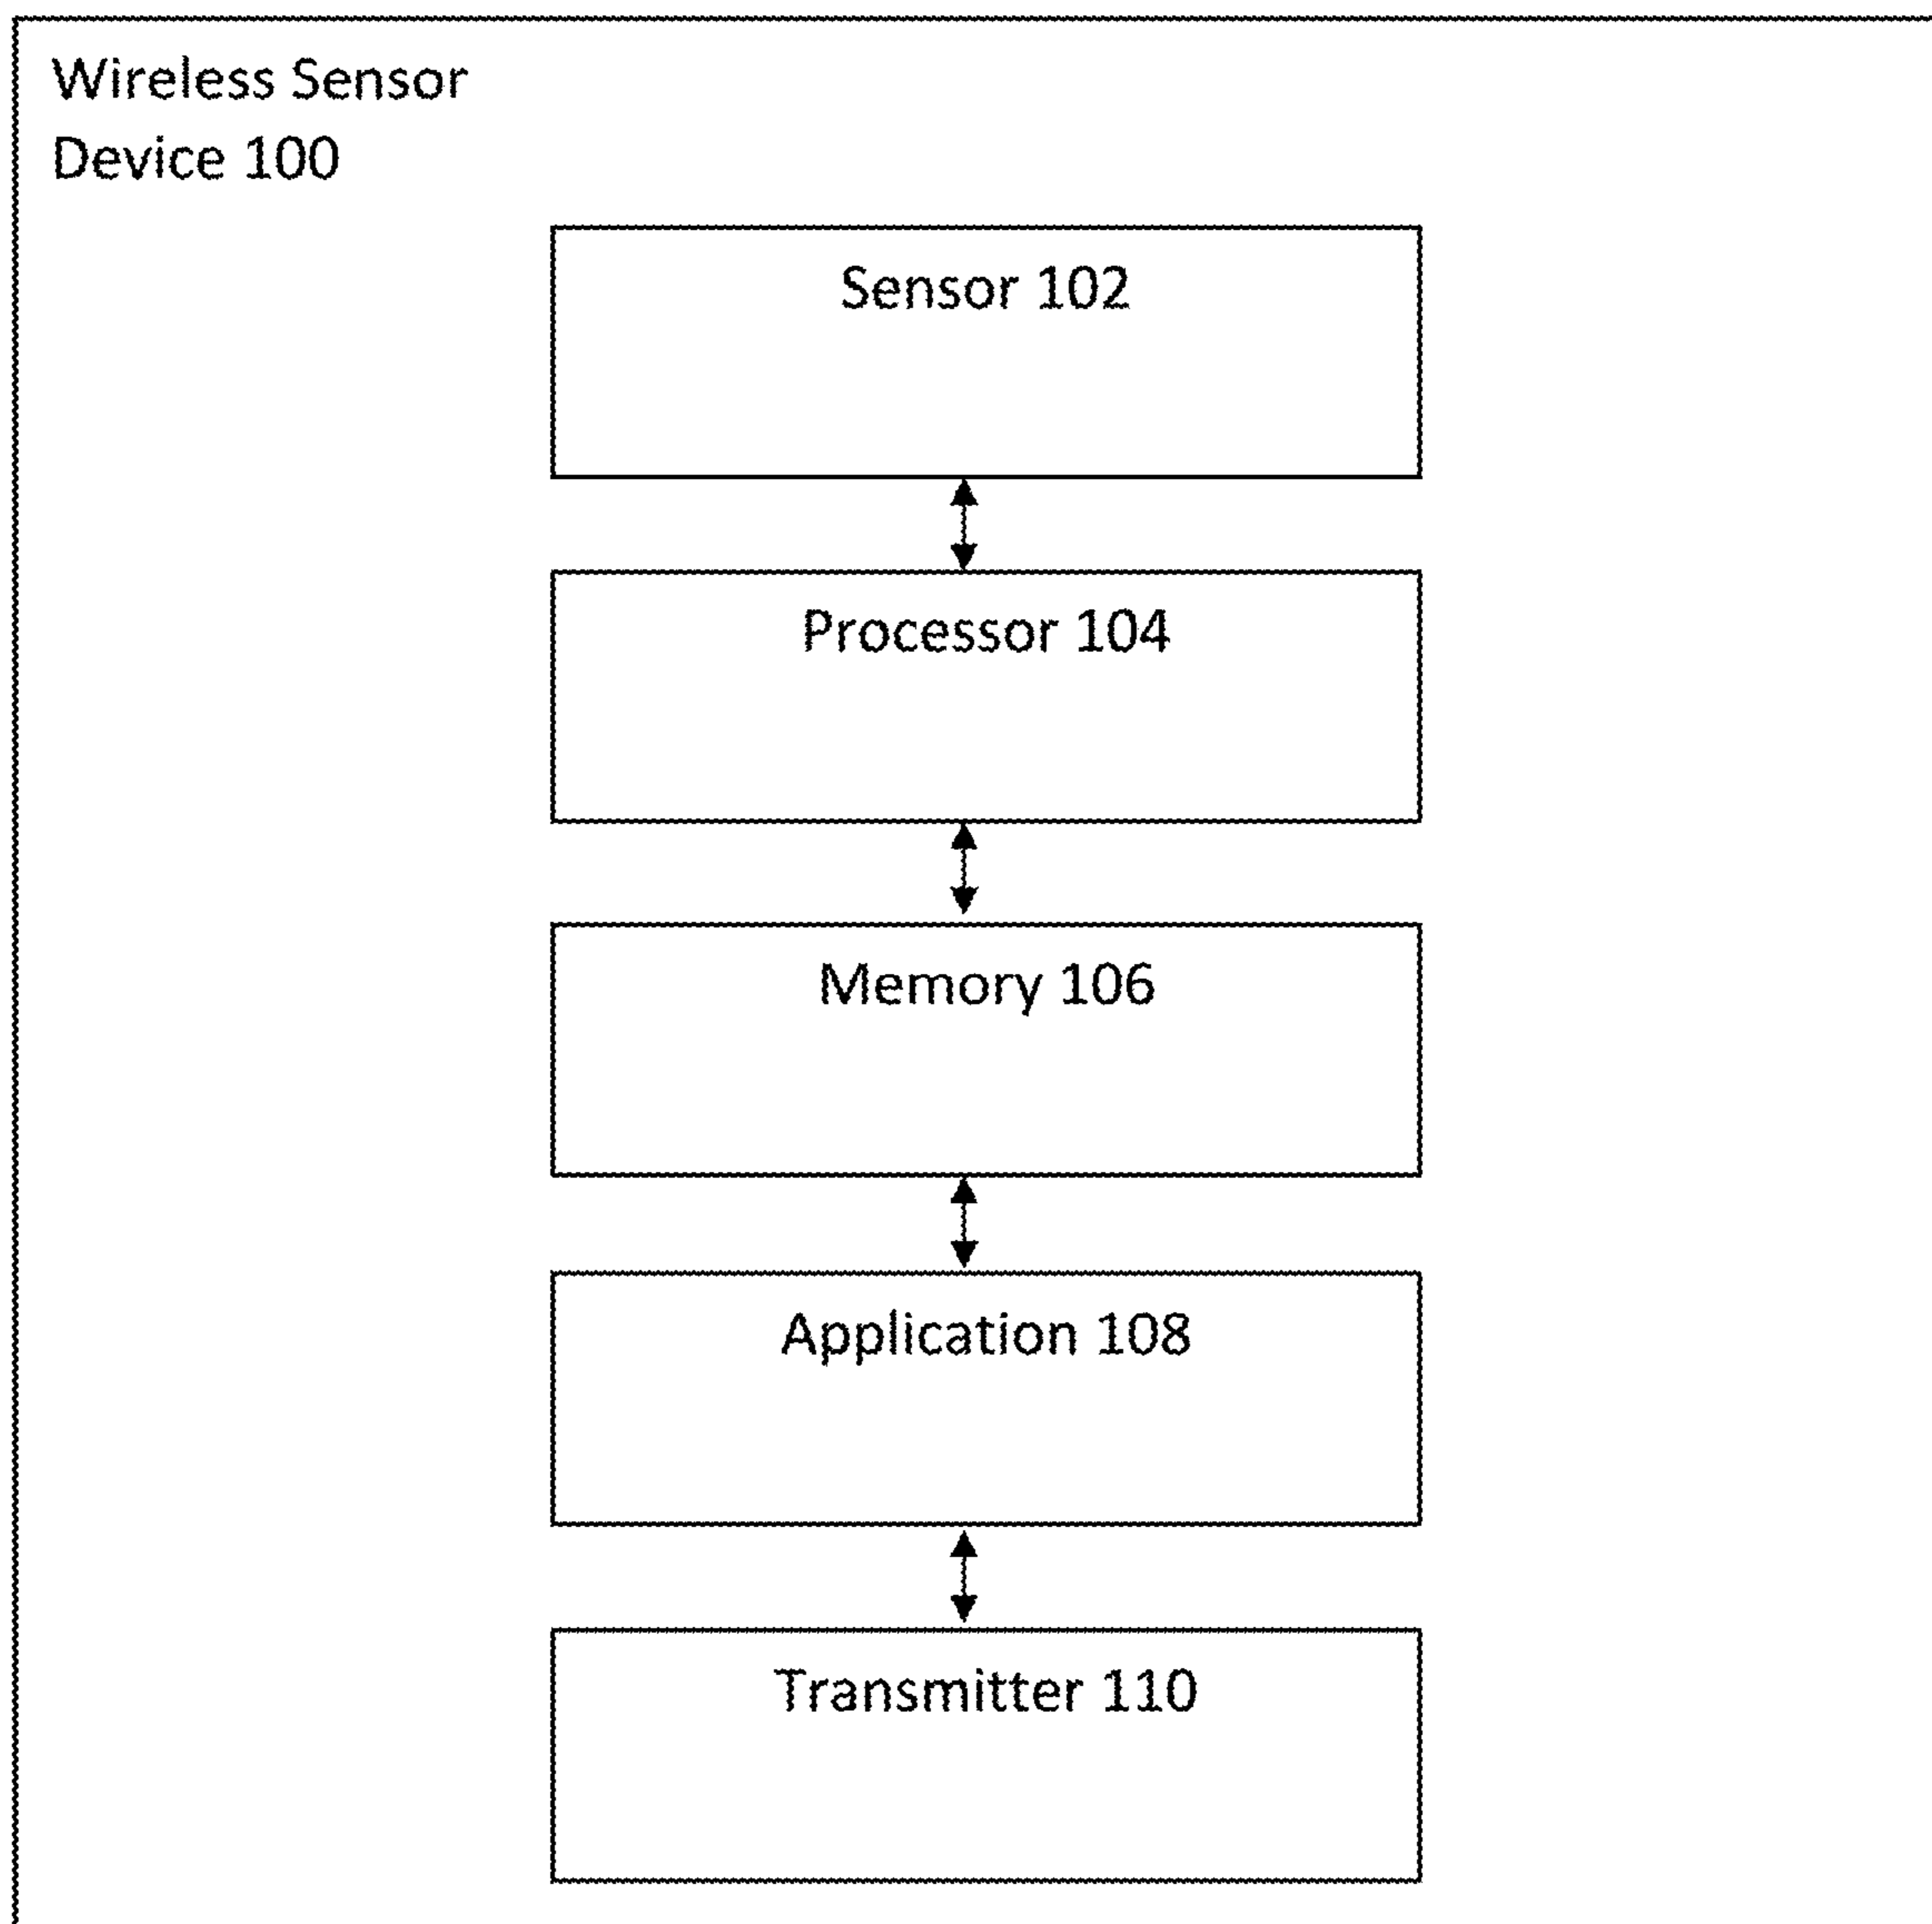 Wireless Sensor
Device 100
Sensor 102
Processor 104
Memory 106
Application 108
Transmitter 110